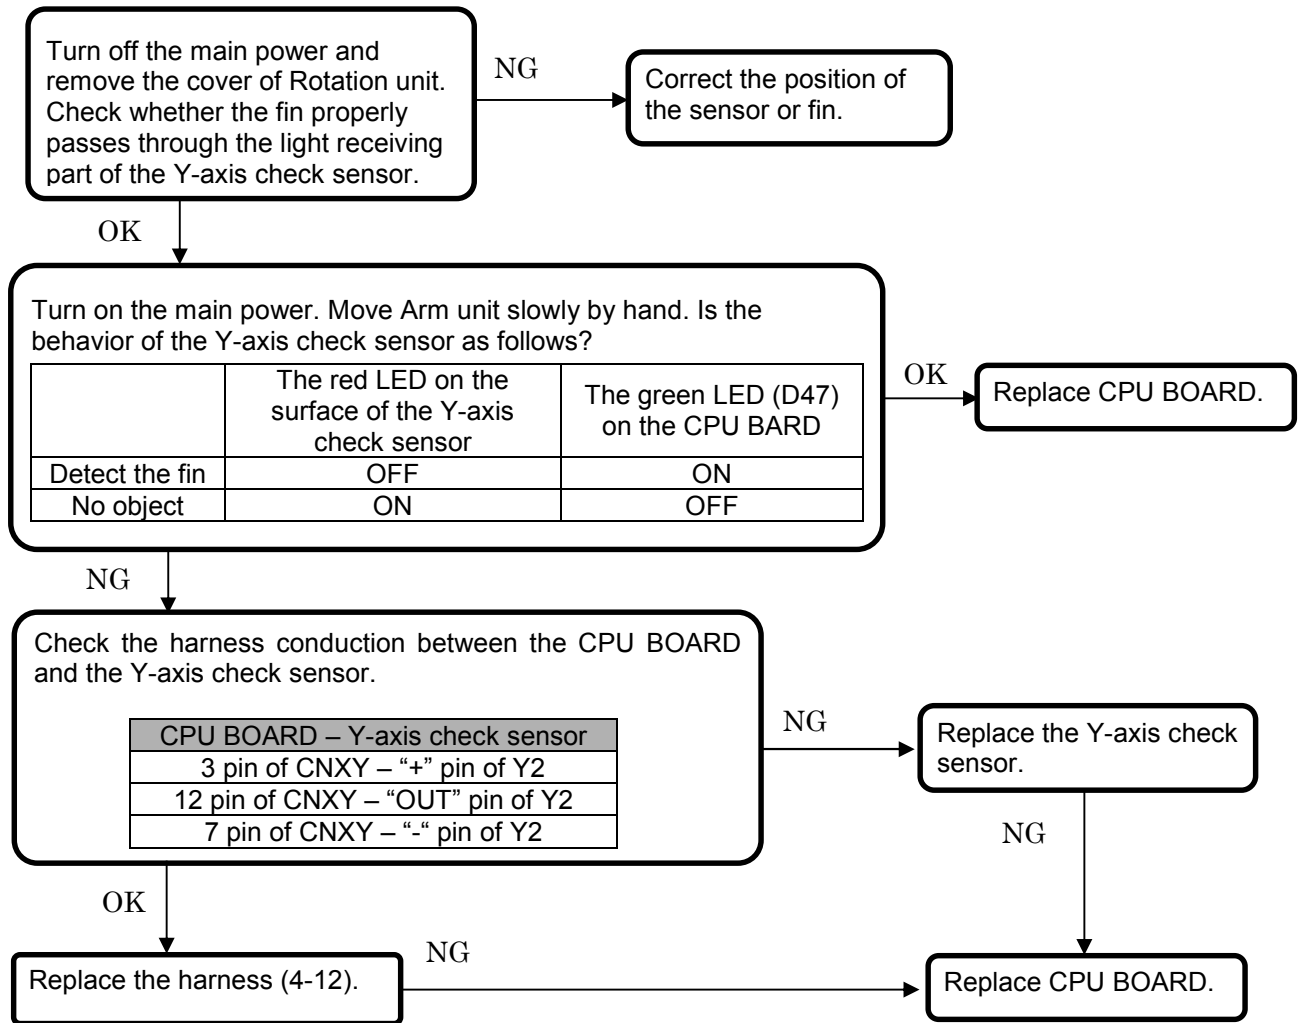 Turn off the main power and
remove the cover of Rotation unit.
Check whether the fin properly
passes through the light receiving
part of the Y-axis check sensor.
NG
Correct the position of
the sensor or fin.
OK
Turn on the main power. Move Arm unit slowly by hand. Is the
behavior of the Y-axis check sensor as follows?
The red LED on the
surface of the Y-axis
check sensor
The green LED (D47)
on the CPU BARD
Detect the fin OFF ON
No object ON OFF
OK
Replace CPU BOARD.
NG
Check the harness conduction between the CPU BOARD
and the Y-axis check sensor.
CPU BOARD – Y-axis check sensor
3 pin of CNXY – “+” pin of Y2
12 pin of CNXY – “OUT” pin of Y2
7 pin of CNXY – “-“ pin of Y2
NG
Replace the Y-axis check
sensor.
NG
OK
Replace the harness (4-12).
NG
Replace CPU BOARD.